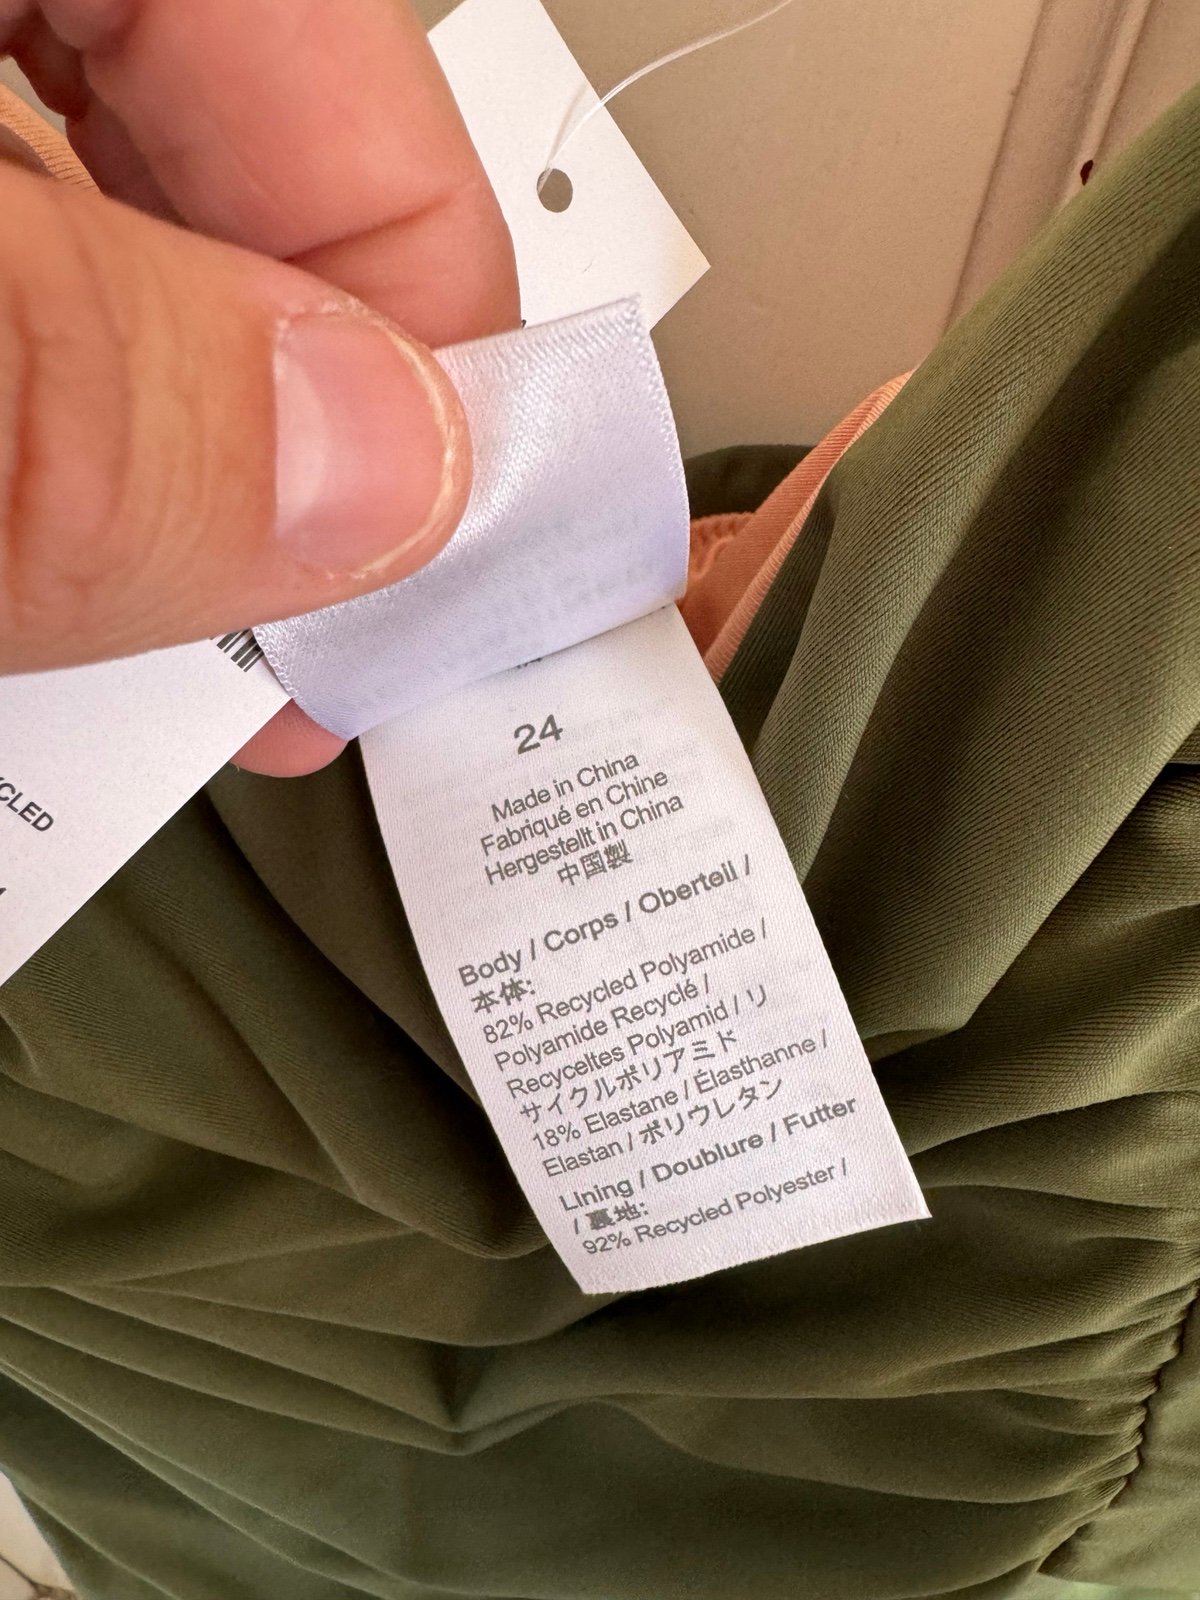 24
Made in China
Fabriqué en Chine
Hergestellt in China
中国製
Body / Corps / Oberteil /
本体:
82% Recycled Polyamide /
Polyamide Recyclé /
Recyceltes Polyamid / リ
サイクルポリアミド
18% Elastane / Élasthanne /
Elastan / ポリウレタン
Lining / Doublure / Futter
/ 裏地:
92% Recycled Polyester /